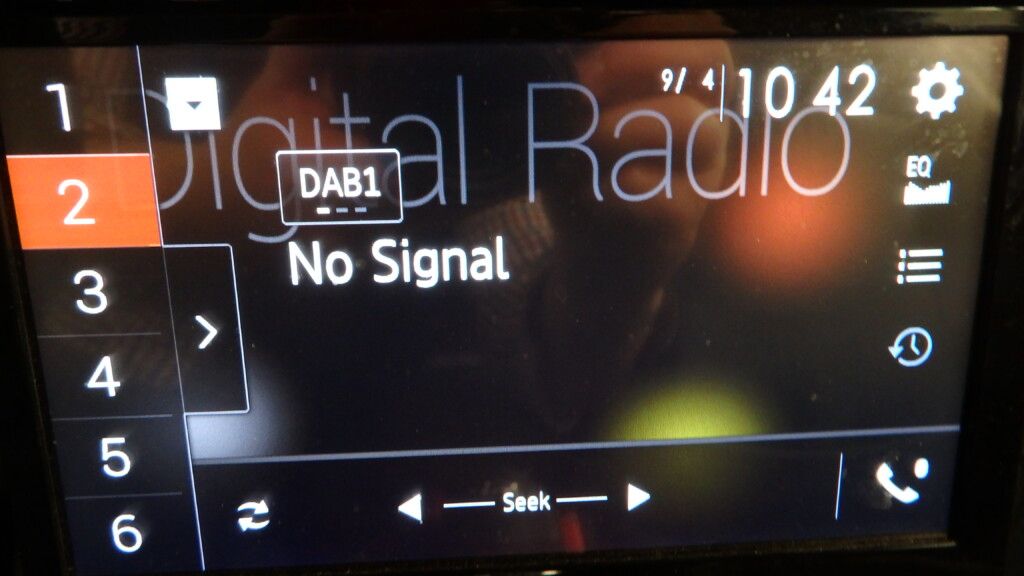 Digital Radio
9/ 4 10 42
EQ
DAB1
No Signal
1
2
3
4
5
6
Seek